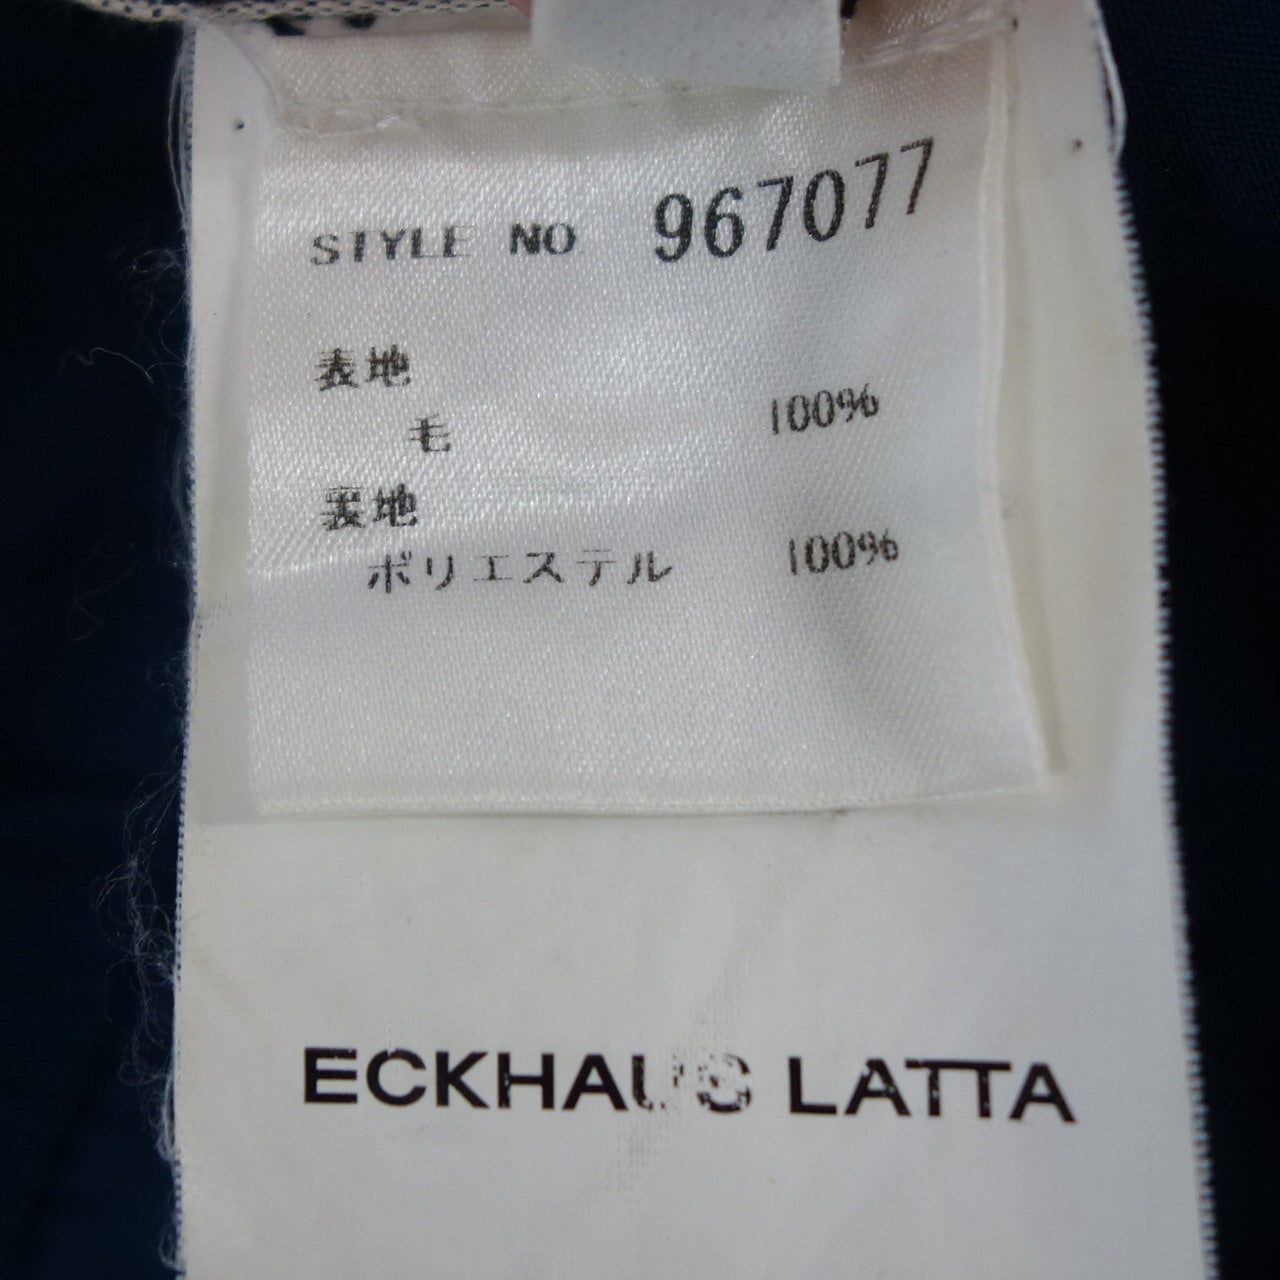 STYLE NO 967077
表地
毛 100%
裏地
ポリエステル 100%
ECKHAUS LATTA